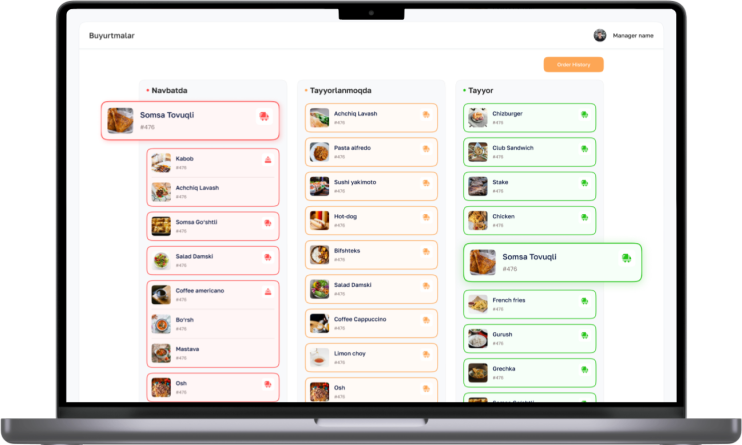 Buyurtmalar
Manager name
Order History
Navbatda
Somsa Tovuqli
#476
Kabob
#476
Achchiq Lavash
#476
Somsa Go'shtli
#476
Salad Damski
#476
Coffee americano
#476
Bo'rsh
#476
Mastava
#476
Osh
#476
Tayyorlanmoqda
Achchiq Lavash
#476
Pasta alfredo
#476
Sushi yakimoto
#476
Hot-dog
#476
Bifshteks
#476
Salad Damski
#476
Coffee Cappuccino
#476
Limon choy
#476
Osh
#476
Tayyor
Chizburger
#476
Club Sandwich
#476
Stake
#476
Chicken
#476
Somsa Tovuqli
#476
French fries
#476
Gurush
#476
Grechka
#476